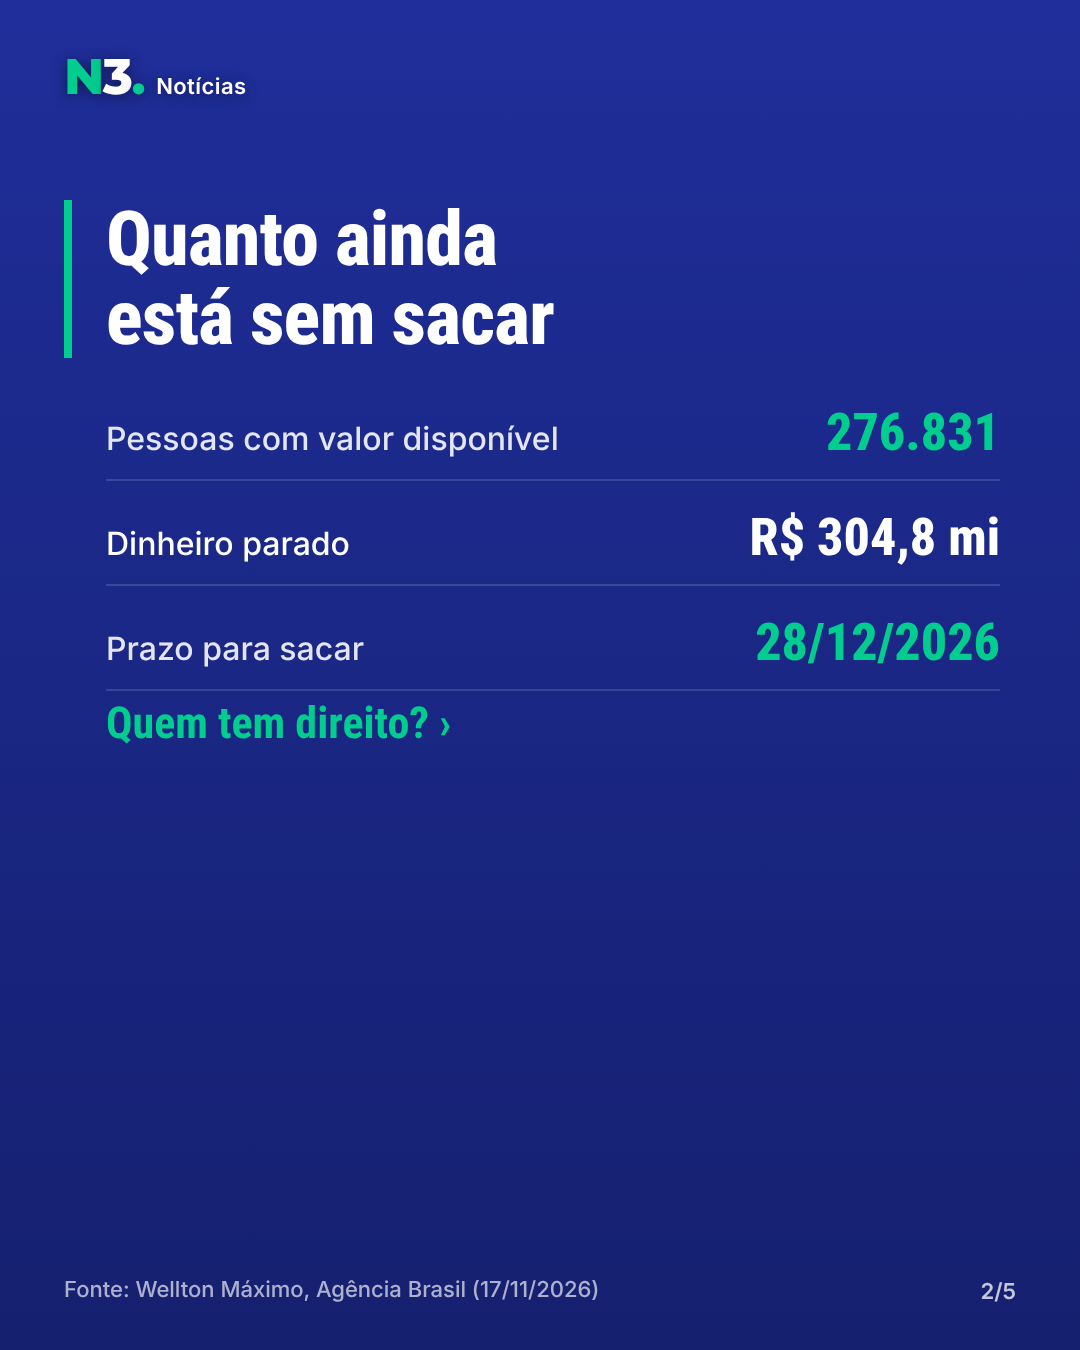 N3. Notícias
Quanto ainda
está sem sacar
Pessoas com valor disponível 276.831
Dinheiro parado R$ 304,8 mi
Prazo para sacar 28/12/2026
Quem tem direito? ›
Fonte: Wellton Máximo, Agência Brasil (17/11/2026) 2/5